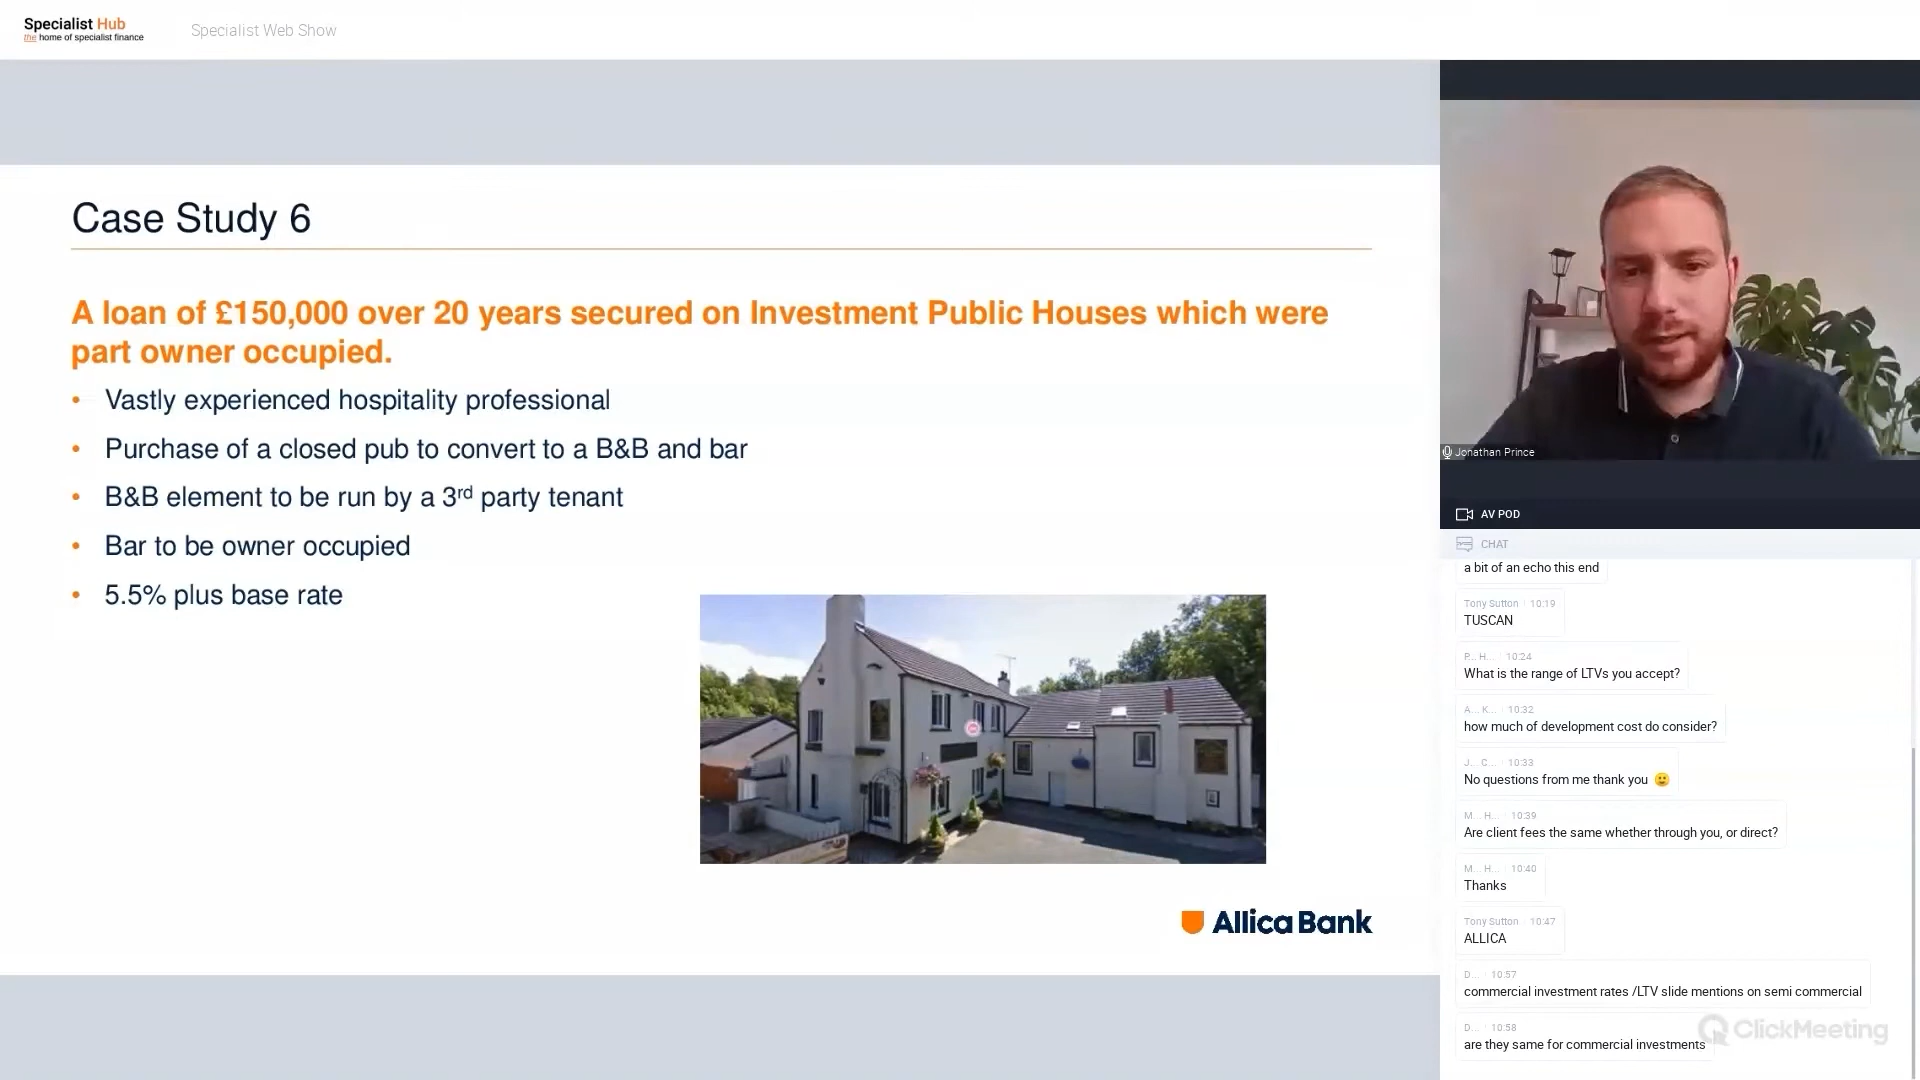 Specialist Hub
the home of specialist finance
Specialist Web Show
Case Study 6
A loan of £150,000 over 20 years secured on Investment Public Houses which were
part owner occupied.
• Vastly experienced hospitality professional
• Purchase of a closed pub to convert to a B&B and bar
• B&B element to be run by a 3rd party tenant
• Bar to be owner occupied
• 5.5% plus base rate
Allica Bank
Jonathan Prince
AV POD
CHAT
a bit of an echo this end
Tony Sutton 10:19
TUSCAN
P... H... 10:24
What is the range of LTVs you accept?
A... K... 10:32
how much of development cost do consider?
J... C... 10:33
No questions from me thank you 🙂
M... H... 10:39
Are client fees the same whether through you, or direct?
M... H... 10:40
Thanks
Tony Sutton 10:47
ALLICA
D... 10:57
commercial investment rates /LTV slide mentions on semi commercial
D... 10:58
are they same for commercial investments
ClickMeeting